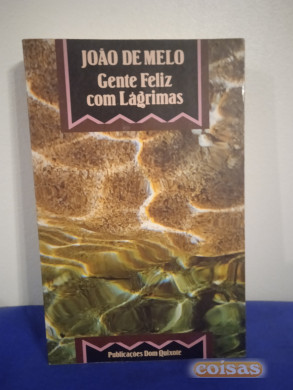 JOÃO DE MELO
Gente Feliz
com Lágrimas
Publicações Dom Quixote
coisas